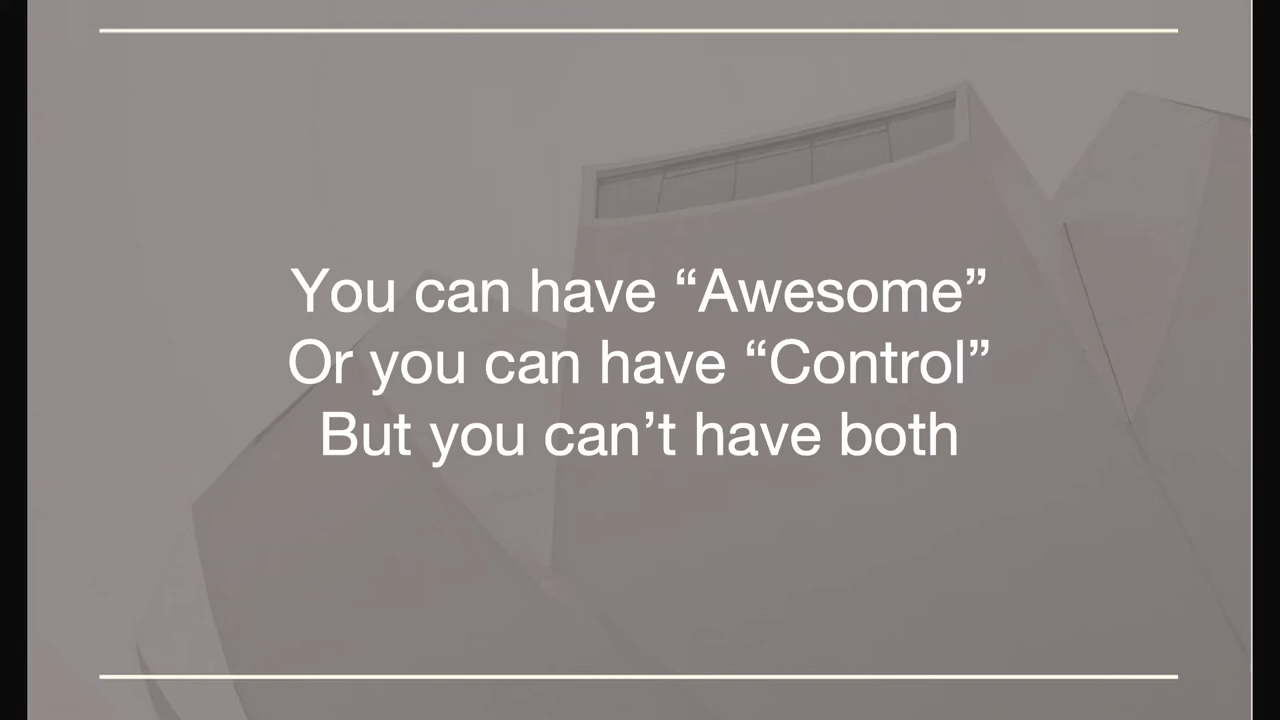 You can have “Awesome”
Or you can have “Control”
But you can’t have both